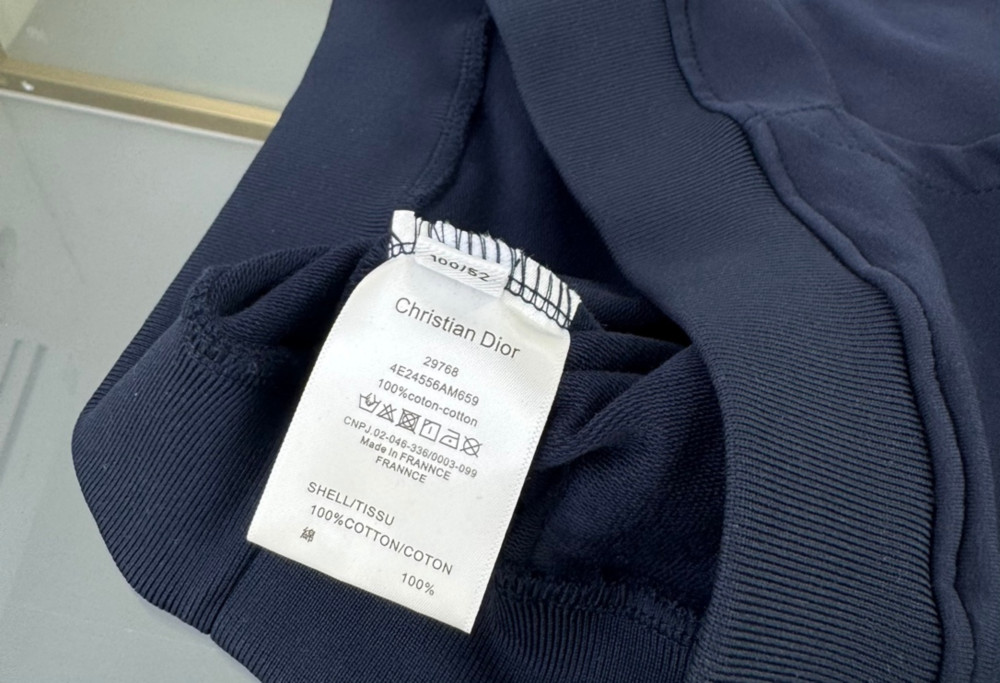 100/52
Christian Dior
29768
4E24556AM659
100%coton-cotton
CNPJ.02-046-336/0003-099
Made in FRANNCE
FRANNCE
SHELL/TISSU
100%COTTON/COTON
綿
100%